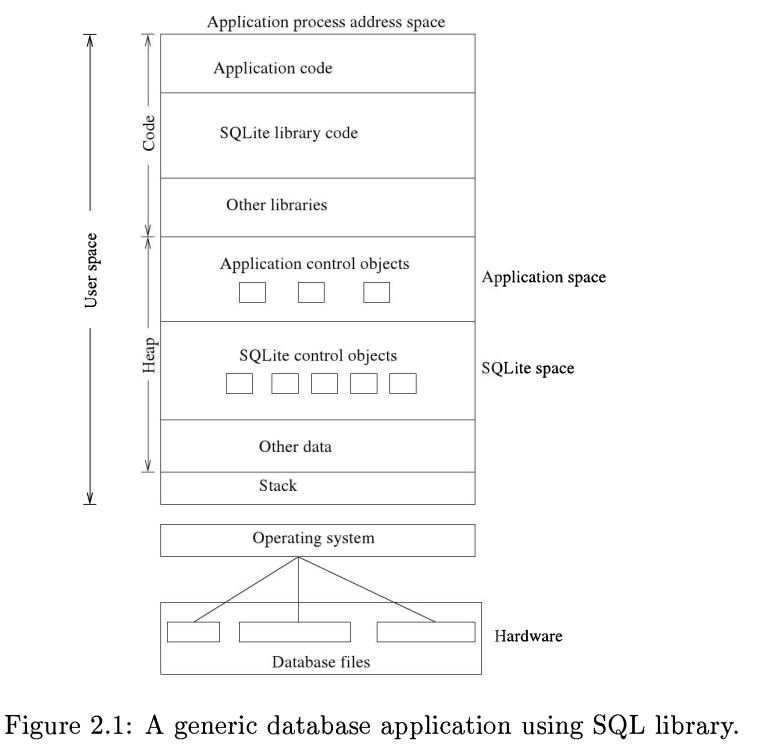 Application process address space
Application code
SQLite library code
Code
Other libraries
User space
Application control objects
Application space
Heap
SQLite control objects
SQLite space
Other data
Stack
Operating system
Hardware
Database files
Figure 2.1: A generic database application using SQL library.